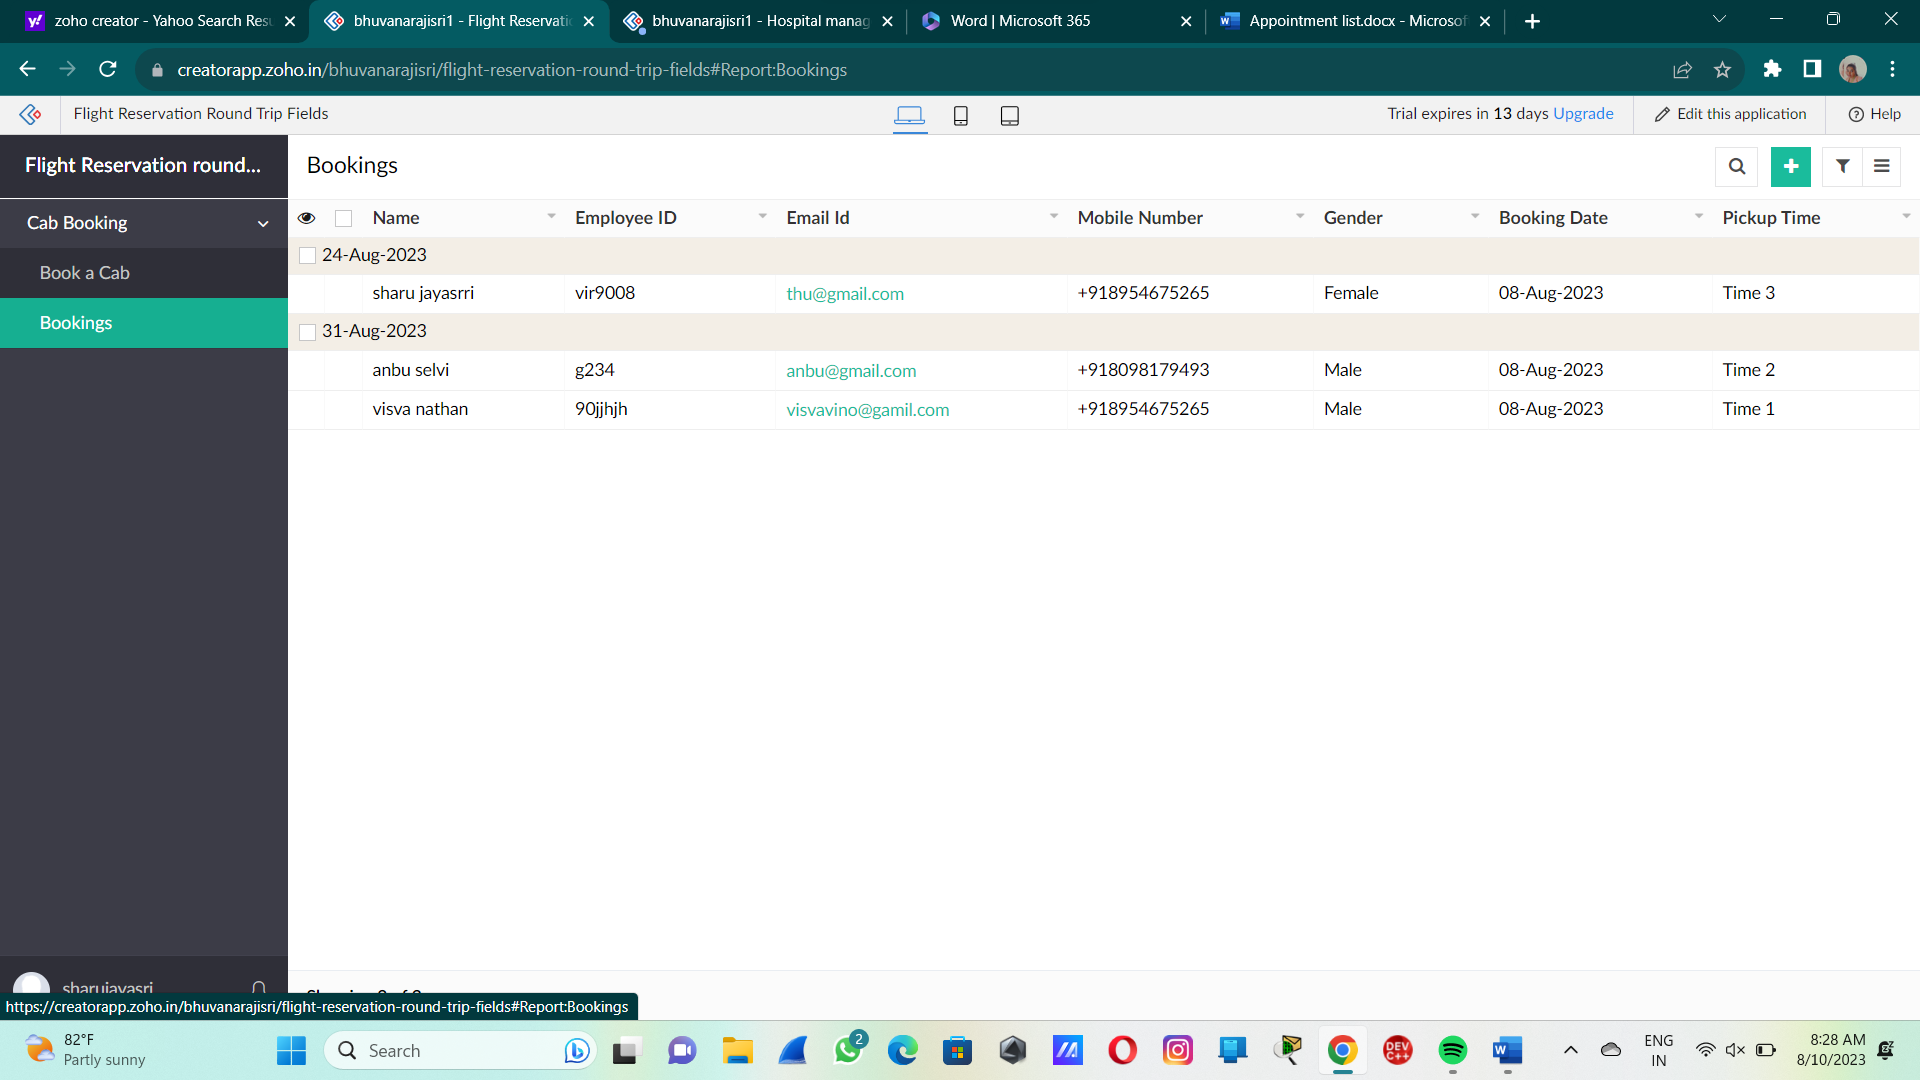 zoho creator - Yahoo Search Res
bhuvanarajisri1 - Flight Reservati
bhuvanarajisri1 - Hospital manag
Word | Microsoft 365
Appointment list.docx - Microsof
creatorapp.zoho.in/bhuvanarajisri/flight-reservation-round-trip-fields#Report:Bookings
Flight Reservation Round Trip Fields
Trial expires in 13 days Upgrade
Edit this application
Help
Flight Reservation round...
Cab Booking
Book a Cab
Bookings
Bookings
Name Employee ID Email Id Mobile Number Gender Booking Date Pickup Time
24-Aug-2023
sharu jayasrri vir9008 thu@gmail.com +918954675265 Female 08-Aug-2023 Time 3
31-Aug-2023
anbu selvi g234 anbu@gmail.com +918098179493 Male 08-Aug-2023 Time 2
visva nathan 90jjhjh visvavino@gamil.com +918954675265 Male 08-Aug-2023 Time 1
sharujayasri
https://creatorapp.zoho.in/bhuvanarajisri/flight-reservation-round-trip-fields#Report:Bookings
82°F
Partly sunny
Search
2
DEV
C++
ENG
IN
8:28 AM
8/10/2023